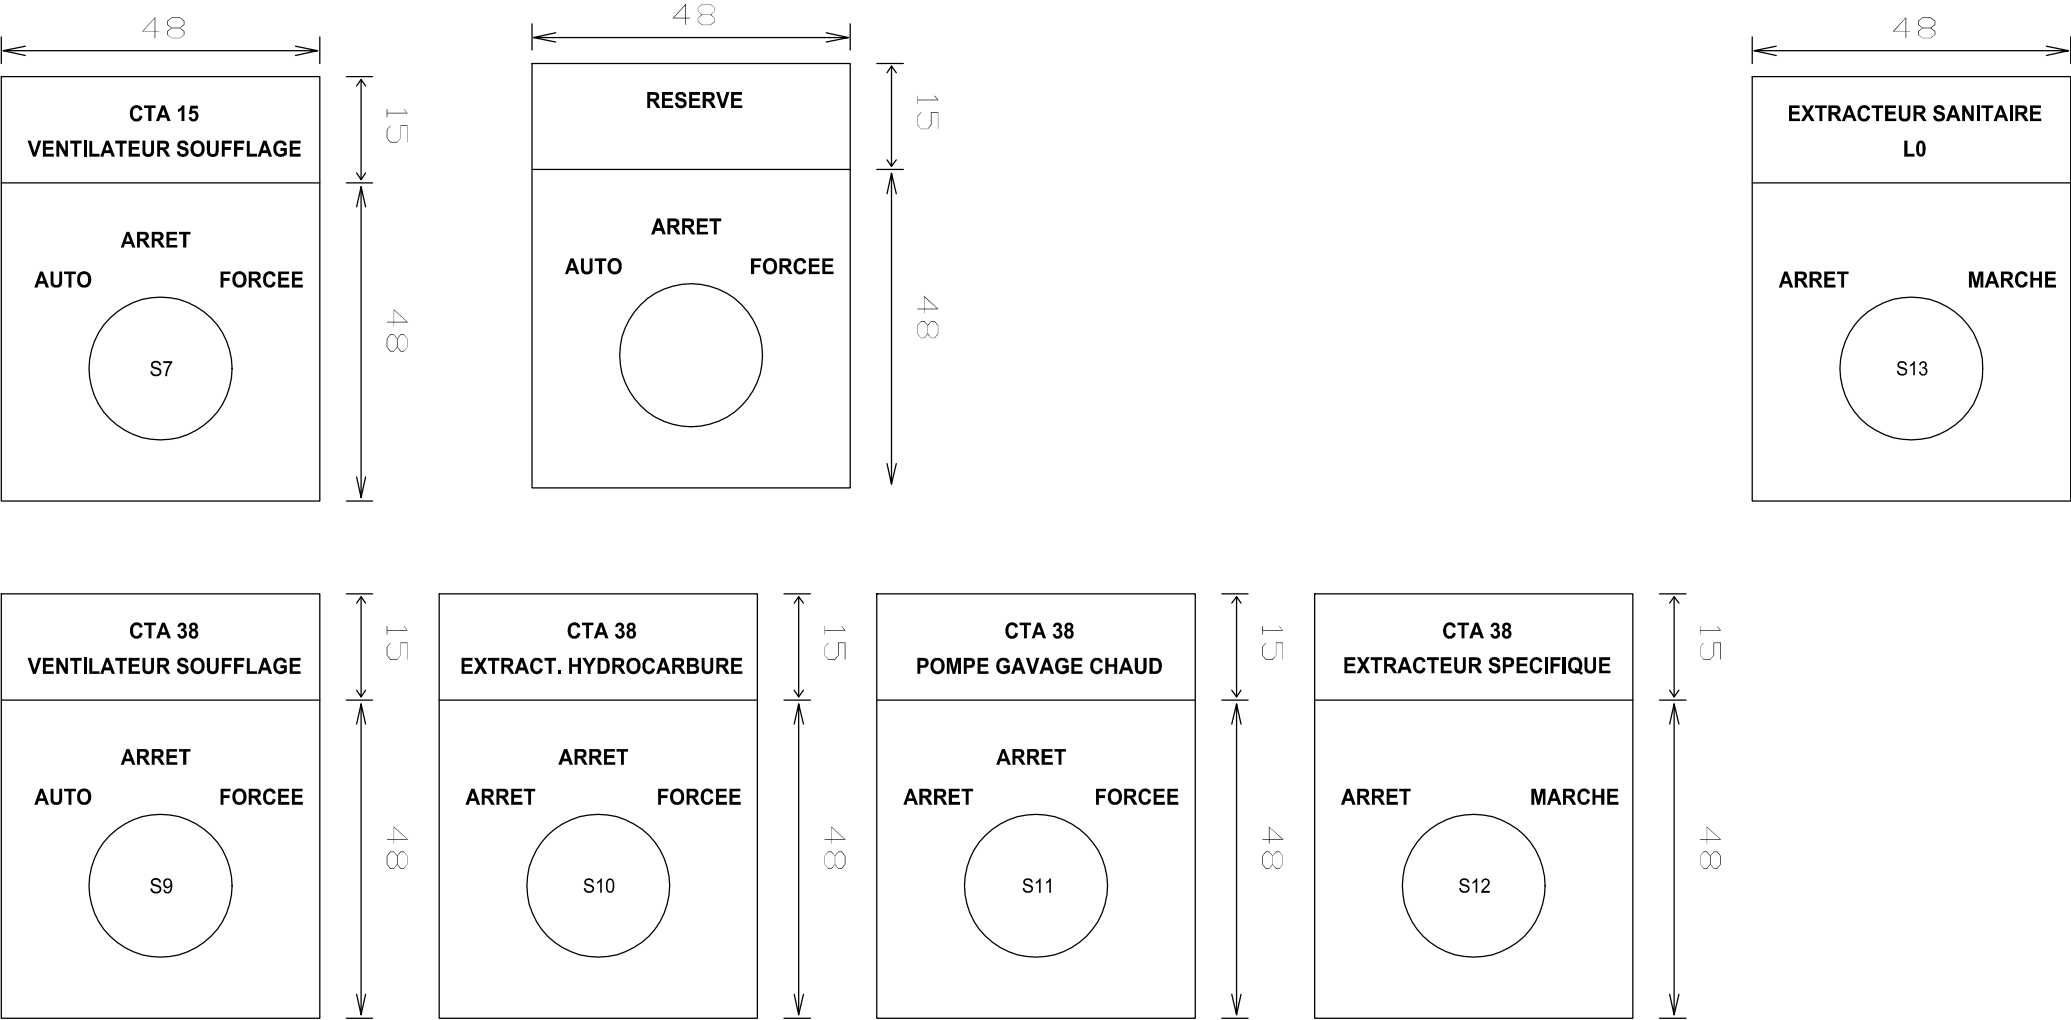 48
CTA 15
VENTILATEUR SOUFFLAGE
15
ARRET
AUTO FORCEE
S7
48
48
RESERVE
15
ARRET
AUTO FORCEE
48
48
EXTRACTEUR SANITAIRE
L0
ARRET MARCHE
S13
CTA 38
VENTILATEUR SOUFFLAGE
15
ARRET
AUTO FORCEE
S9
48
CTA 38
EXTRACT. HYDROCARBURE
15
ARRET
ARRET FORCEE
S10
48
CTA 38
POMPE GAVAGE CHAUD
15
ARRET
ARRET FORCEE
S11
48
CTA 38
EXTRACTEUR SPECIFIQUE
15
ARRET MARCHE
S12
48